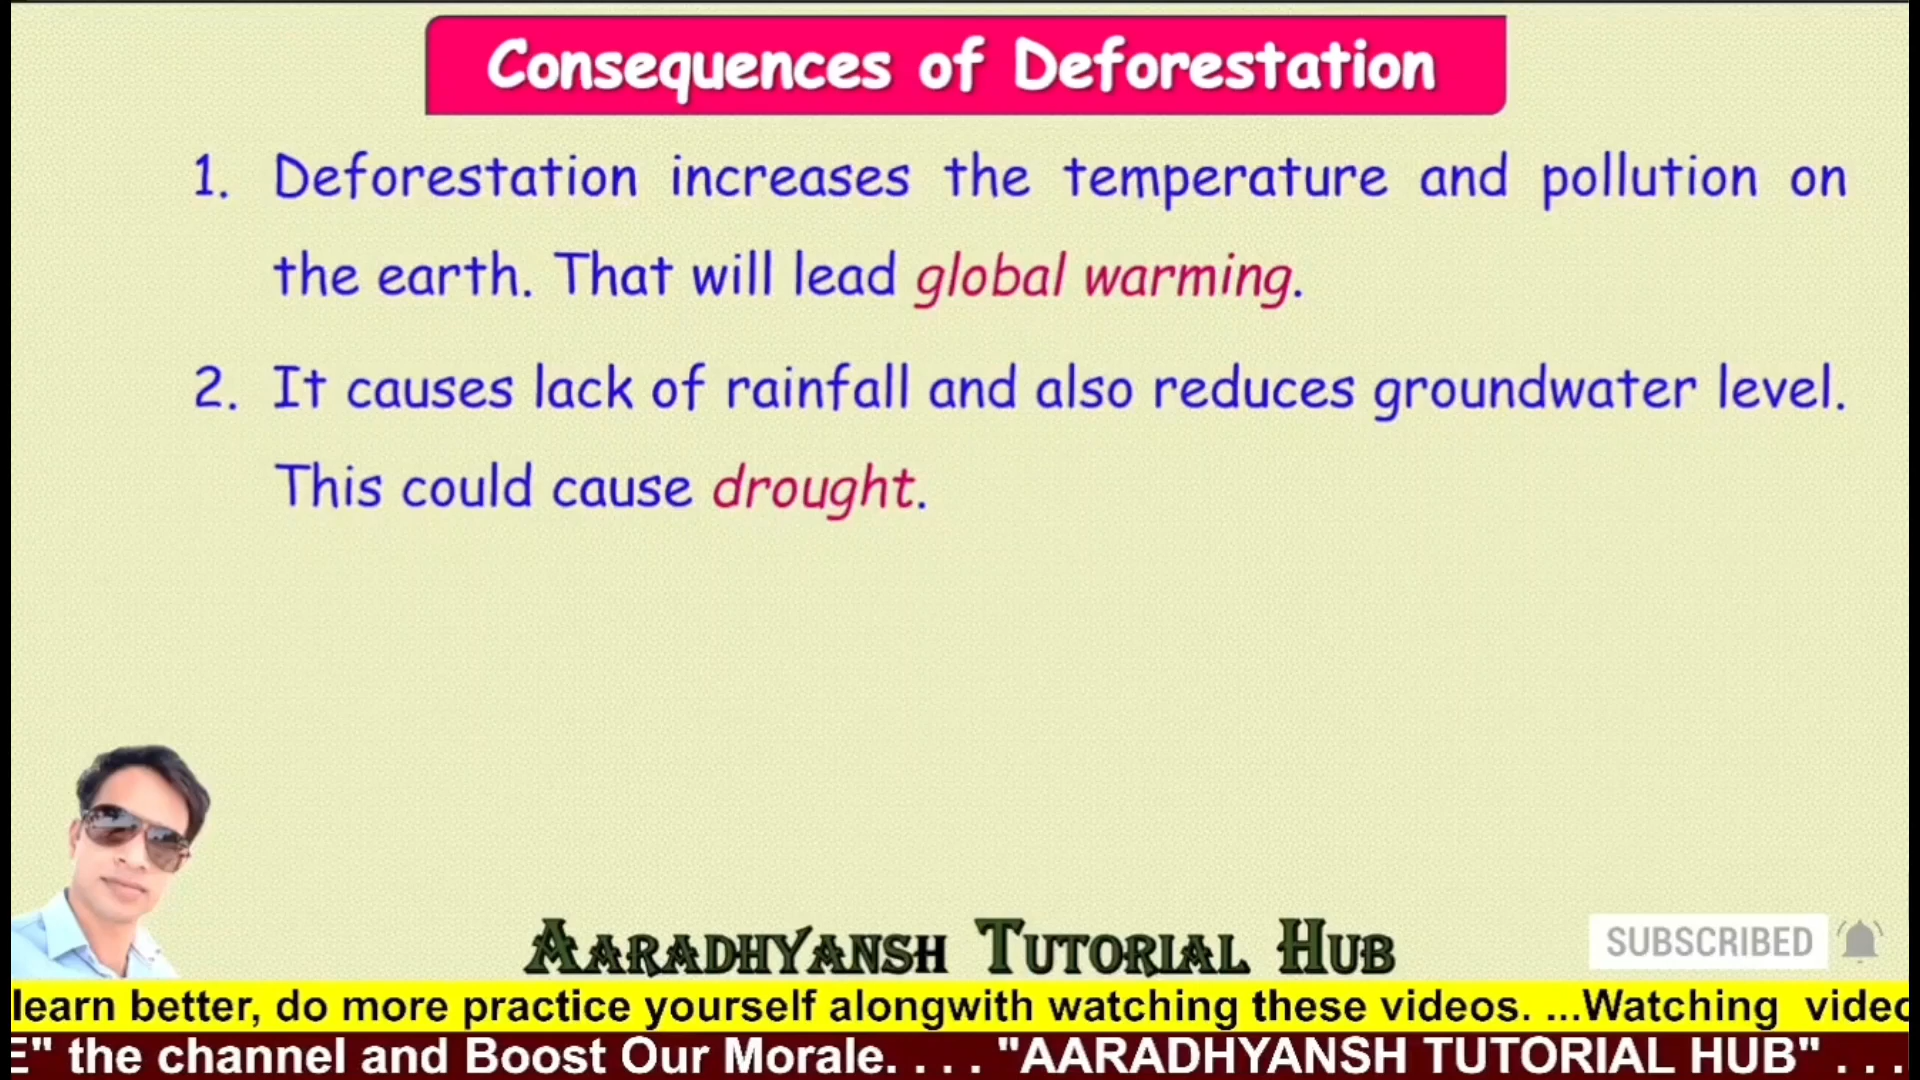 Consequences of Deforestation
1. Deforestation increases the temperature and pollution on
the earth. That will lead global warming.
2. It causes lack of rainfall and also reduces groundwater level.
This could cause drought.
AARADHYANSH TUTORIAL HUB
SUBSCRIBED
learn better, do more practice yourself alongwith watching these videos. ...Watching video
E" the channel and Boost Our Morale. . . . "AARADHYANSH TUTORIAL HUB" . . .